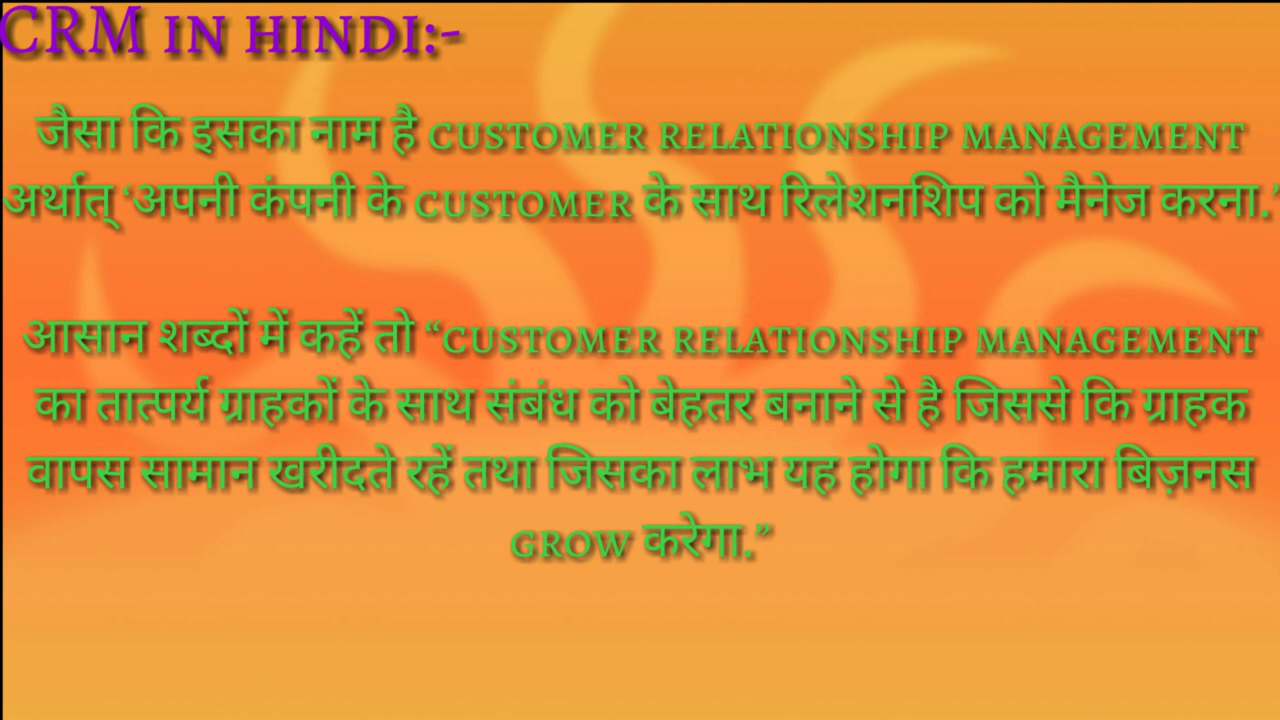 CRM IN HINDI:-
जैसा कि इसका नाम है CUSTOMER RELATIONSHIP MANAGEMENT
अर्थात् ‘अपनी कंपनी के CUSTOMER के साथ रिलेशनशिप को मैनेज करना.’
आसान शब्दों में कहें तो “CUSTOMER RELATIONSHIP MANAGEMENT
का तात्पर्य ग्राहकों के साथ संबंध को बेहतर बनाने से है जिससे कि ग्राहक
वापस सामान खरीदते रहें तथा जिसका लाभ यह होगा कि हमारा बिज़नस
GROW करेगा.”